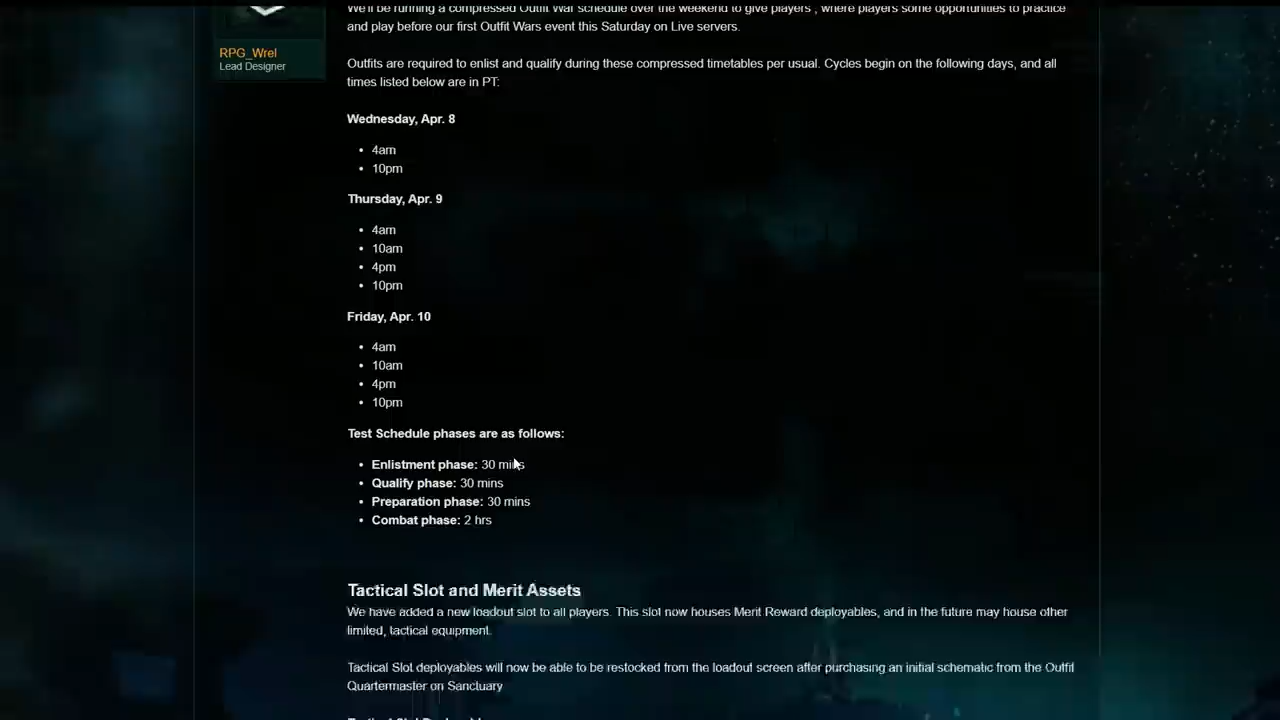 We'll be running a compressed Outfit War schedule over the weekend to give players , where players some opportunities to practice
and play before our first Outfit Wars event this Saturday on Live servers.
RPG_Wrel
Lead Designer
Outfits are required to enlist and qualify during these compressed timetables per usual. Cycles begin on the following days, and all
times listed below are in PT:
Wednesday, Apr. 8
• 4am
• 10pm
Thursday, Apr. 9
• 4am
• 10am
• 4pm
• 10pm
Friday, Apr. 10
• 4am
• 10am
• 4pm
• 10pm
Test Schedule phases are as follows:
• Enlistment phase: 30 mins
• Qualify phase: 30 mins
• Preparation phase: 30 mins
• Combat phase: 2 hrs
Tactical Slot and Merit Assets
We have added a new loadout slot to all players. This slot now houses Merit Reward deployables, and in the future may house other
limited, tactical equipment.
Tactical Slot deployables will now be able to be restocked from the loadout screen after purchasing an initial schematic from the Outfit
Quartermaster on Sanctuary